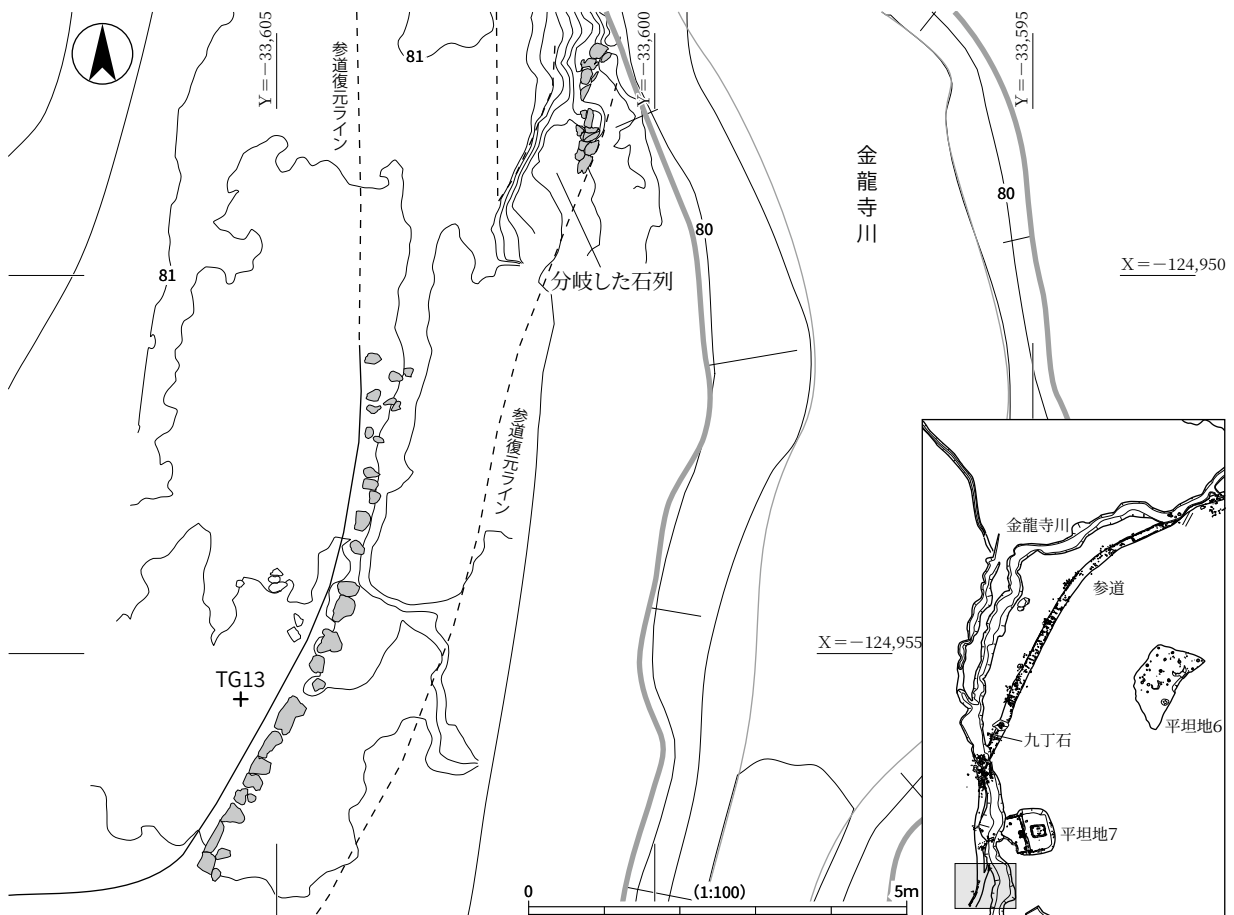 Y＝－33,605
Y＝－33,600
Y＝－33,595
参道復元ライン
81
81
80
80
金龍寺川
X＝－124,950
分岐した石列
参道復元ライン
X＝－124,955
TG13
0
(1:100)
5m
金龍寺川
参道
平坦地6
九丁石
平坦地7